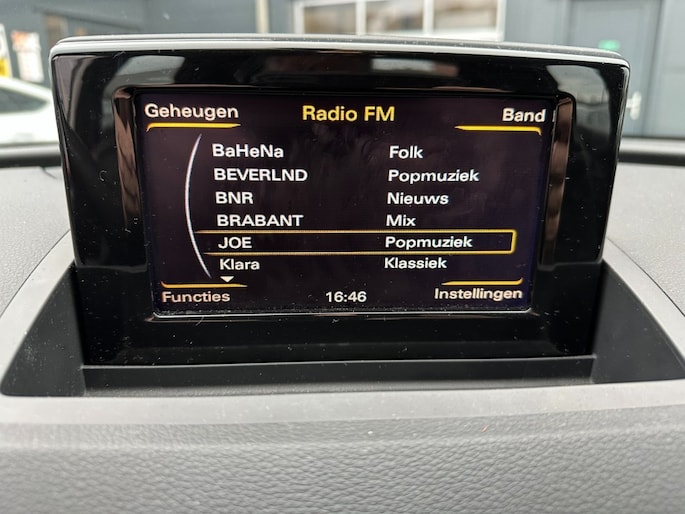 Geheugen Radio FM Band
BaHeNa Folk
BEVERLND Popmuziek
BNR Nieuws
BRABANT Mix
JOE Popmuziek
Klara Klassiek
Functies 16:46 Instellingen